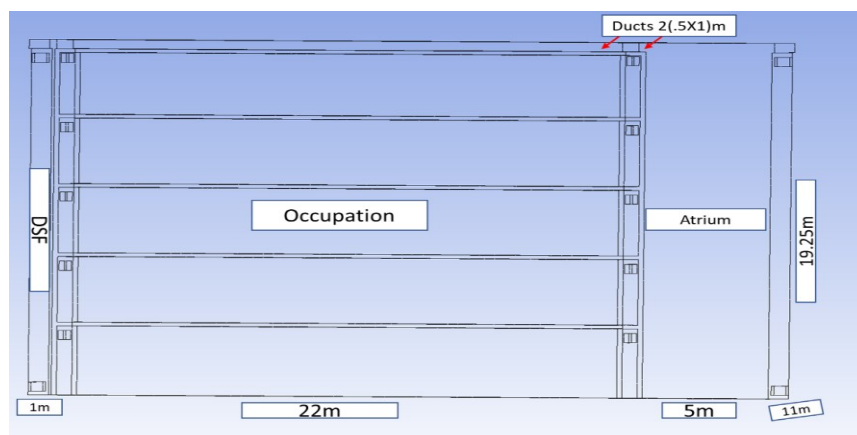 Ducts 2(.5X1)m
DSF
Occupation
Atrium
19.25m
1m
22m
5m
11m